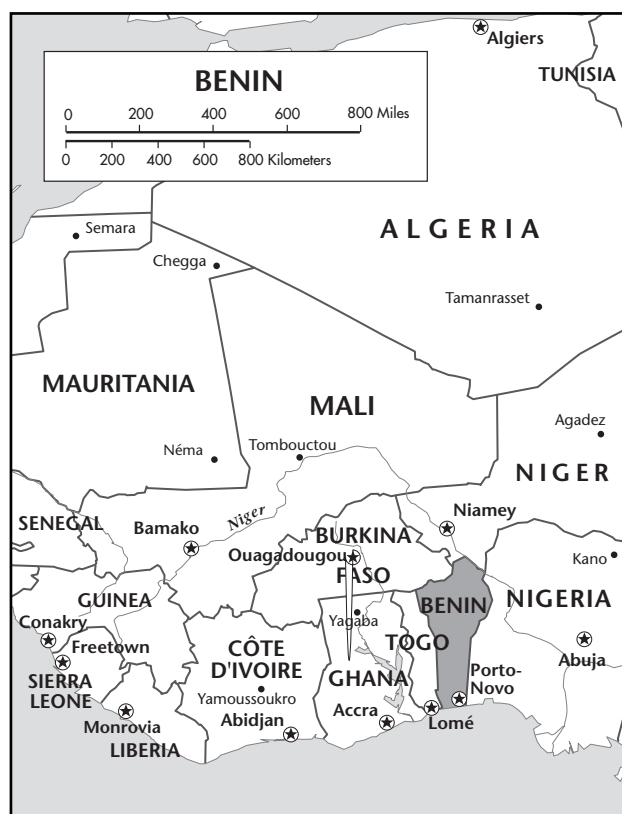 Algiers
TUNISIA
BENIN
0 200 400 600 800 Miles
0 200 400 600 800 Kilometers
Semara
ALGERIA
Chegga
Tamanrasset
MAURITANIA
MALI
Agadez
Néma
Tombouctou
NIGER
Niger
SENEGAL
Bamako
BURKINA
FASO
Niamey
Ouagadougou
Kano
GUINEA
BENIN
NIGERIA
Yagaba
Conakry
Freetown
CÔTE
D'IVOIRE
TOGO
SIERRA
LEONE
GHANA
Porto-
Novo
Abuja
Yamoussoukro
Monrovia
Abidjan
Accra
Lomé
LIBERIA